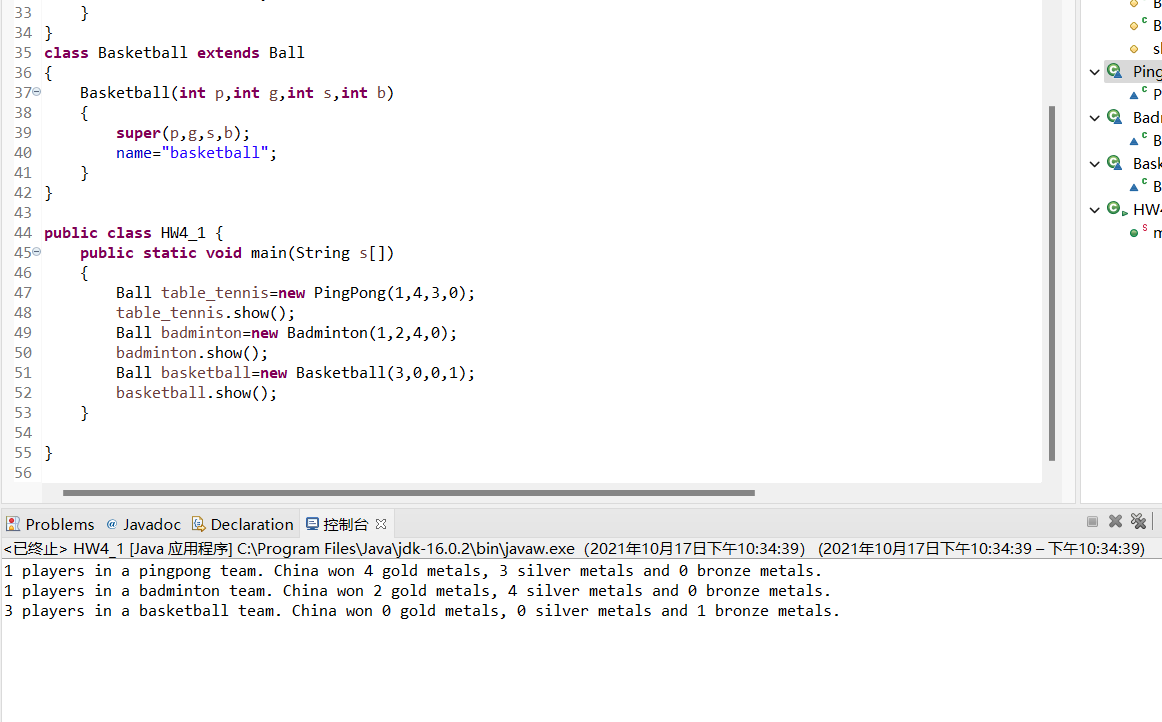 33 }
34 }
35 class Basketball extends Ball
36 {
37 Basketball(int p,int g,int s,int b)
38 {
39 super(p,g,s,b);
40 name="basketball";
41 }
42 }
43
44 public class HW4_1 {
45 public static void main(String s[])
46 {
47 Ball table_tennis=new PingPong(1,4,3,0);
48 table_tennis.show();
49 Ball badminton=new Badminton(1,2,4,0);
50 badminton.show();
51 Ball basketball=new Basketball(3,0,0,1);
52 basketball.show();
53 }
54
55 }
56
Problems @ Javadoc Declaration 控制台
<已终止> HW4_1 [Java 应用程序] C:\Program Files\Java\jdk-16.0.2\bin\javaw.exe (2021年10月17日下午10:34:39) (2021年10月17日下午10:34:39 – 下午10:34:39)
1 players in a pingpong team. China won 4 gold metals, 3 silver metals and 0 bronze metals.
1 players in a badminton team. China won 2 gold metals, 4 silver metals and 0 bronze metals.
3 players in a basketball team. China won 0 gold metals, 0 silver metals and 1 bronze metals.